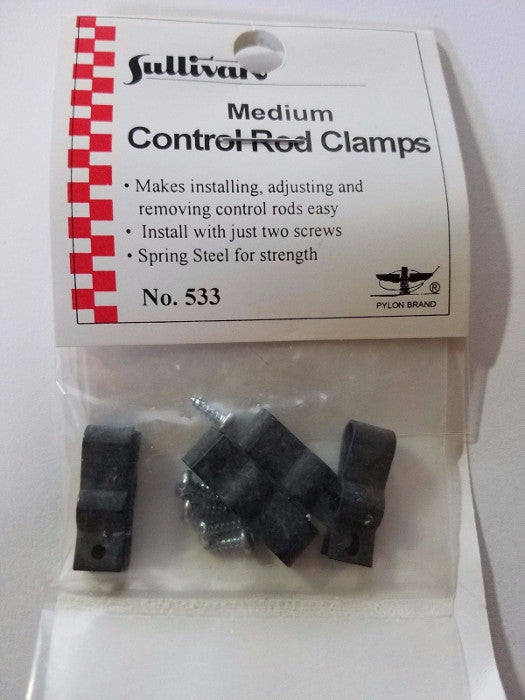 Sullivan
Medium
Control Rod Clamps
• Makes installing, adjusting and
removing control rods easy
• Install with just two screws
• Spring Steel for strength
No. 533
®
PYLON BRAND